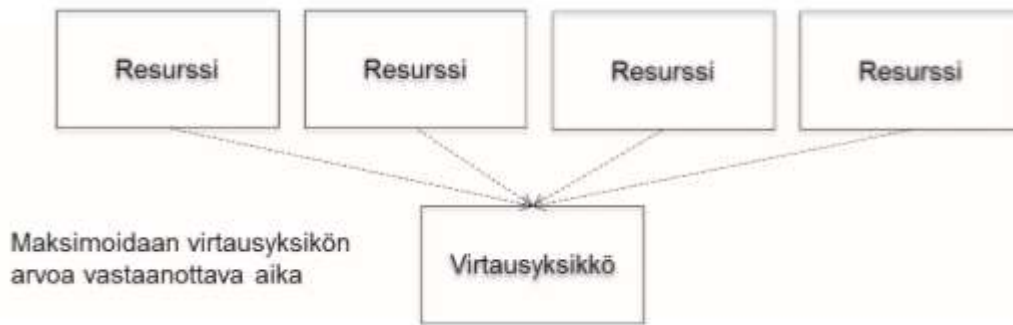 Resurssi
Resurssi
Resurssi
Resurssi
Maksimoidaan virtausyksikön
arvoa vastaanottava aika
Virtausyksikkö